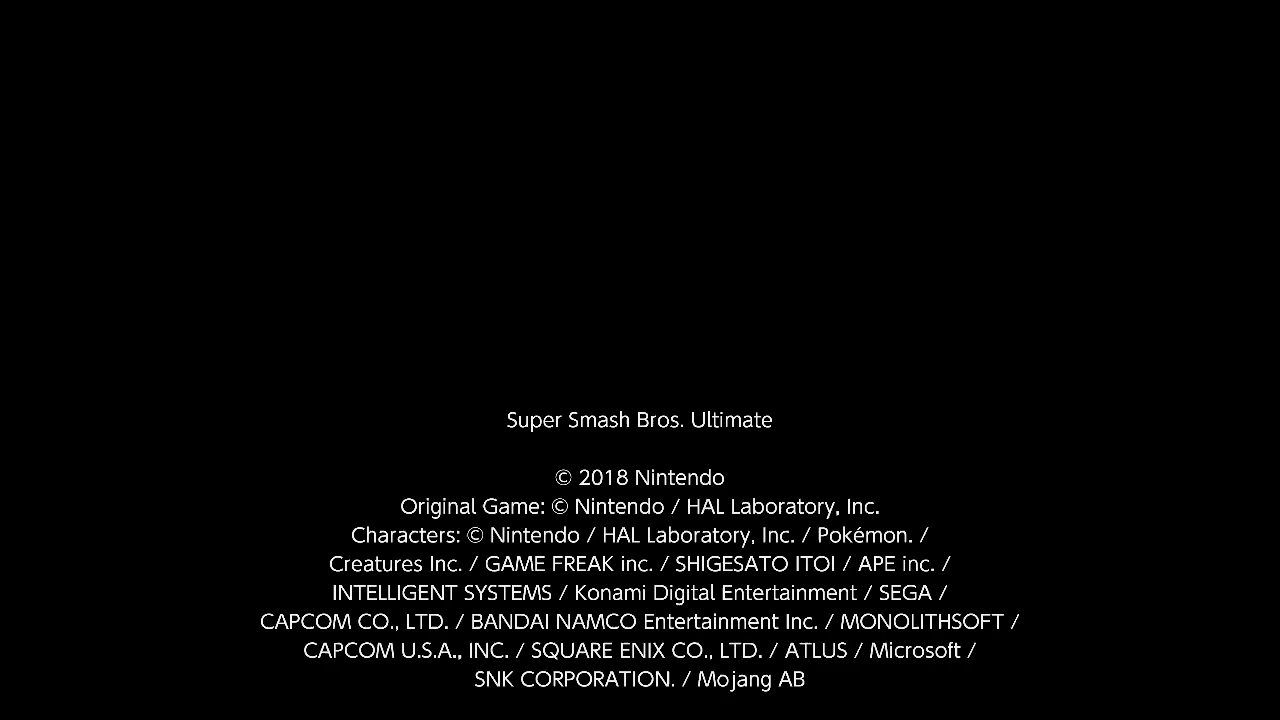 Super Smash Bros. Ultimate
© 2018 Nintendo
Original Game: © Nintendo / HAL Laboratory, Inc.
Characters: © Nintendo / HAL Laboratory, Inc. / Pokémon. /
Creatures Inc. / GAME FREAK inc. / SHIGESATO ITOI / APE inc. /
INTELLIGENT SYSTEMS / Konami Digital Entertainment / SEGA /
CAPCOM CO., LTD. / BANDAI NAMCO Entertainment Inc. / MONOLITHSOFT /
CAPCOM U.S.A., INC. / SQUARE ENIX CO., LTD. / ATLUS / Microsoft /
SNK CORPORATION. / Mojang AB